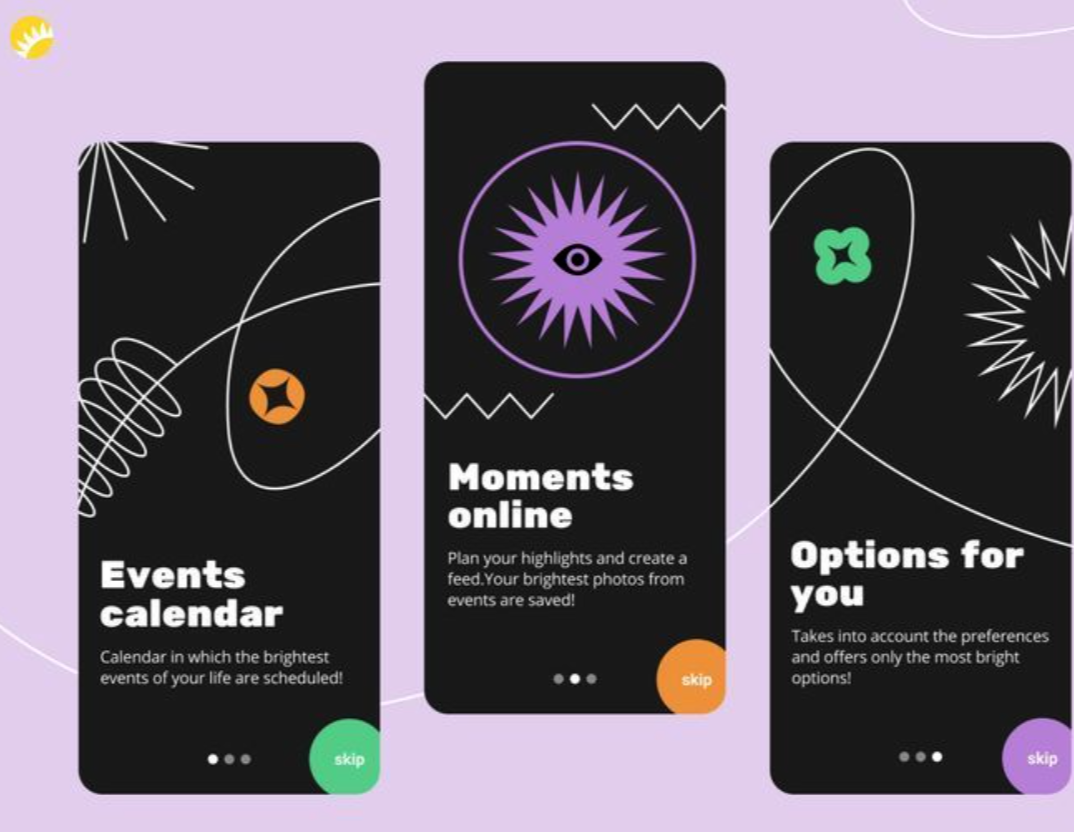 Events
calendar
Calendar in which the brightest
events of your life are scheduled!
skip
Moments
online
Plan your highlights and create a
feed.Your brightest photos from
events are saved!
skip
Options for
you
Takes into account the preferences
and offers only the most bright
options!
skip